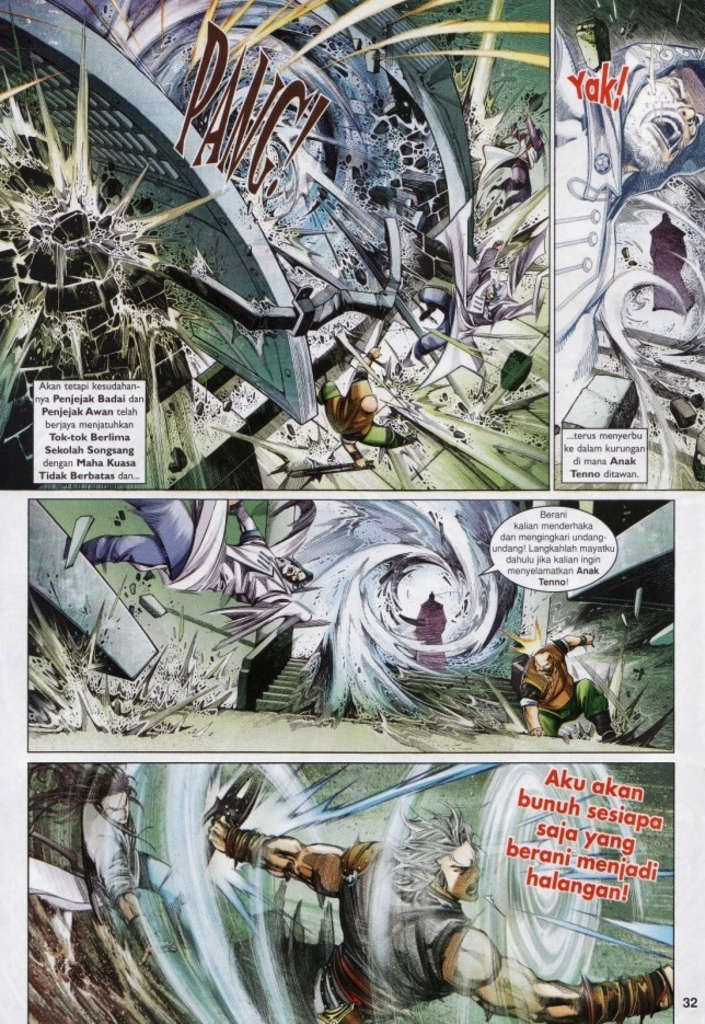 PANG!
Yak!
Akan tetapi kesudahan-
nya Penjejak Badai dan
Penjejak Awan telah
berjaya menjatuhkan
Tok-tok Berlima
Sekolah Songsang
dengan Maha Kuasa
Tidak Berbatas dan...
...terus menyerbu
ke dalam kurungan
di mana Anak
Tenno ditawan.
Berani
kalian menderhaka
dan mengingkari undang-
undang! Langkahlah mayatku
dahulu jika kalian ingin
menyelamatkan Anak
Tenno!
Aku akan
bunuh sesiapa
saja yang
berani menjadi
halangan!
32